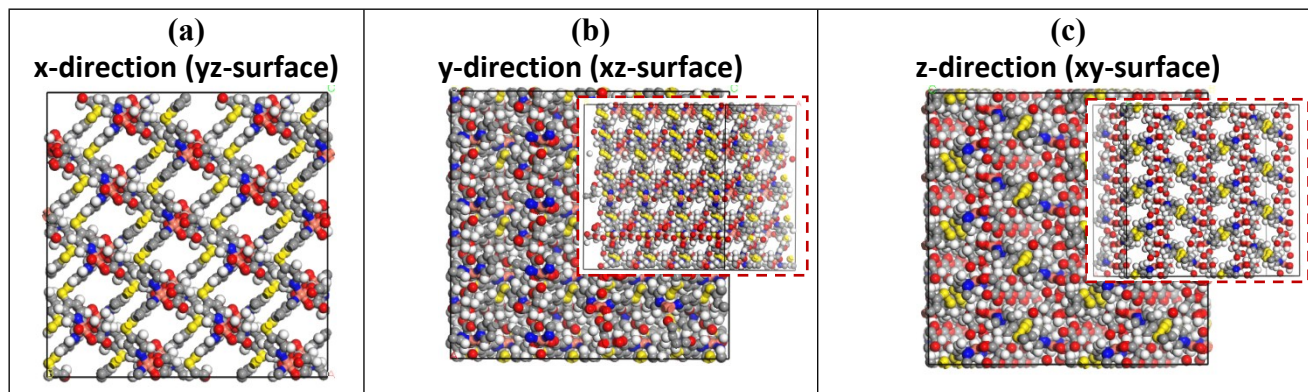 (a)
x-direction (yz-surface)
(b)
y-direction (xz-surface)
(c)
z-direction (xy-surface)